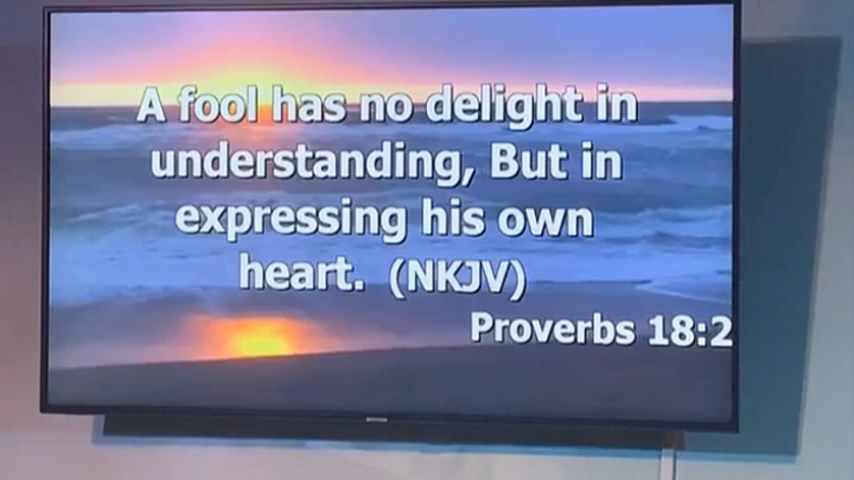 A fool has no delight in
understanding, But in
expressing his own
heart. (NKJV)
Proverbs 18:2